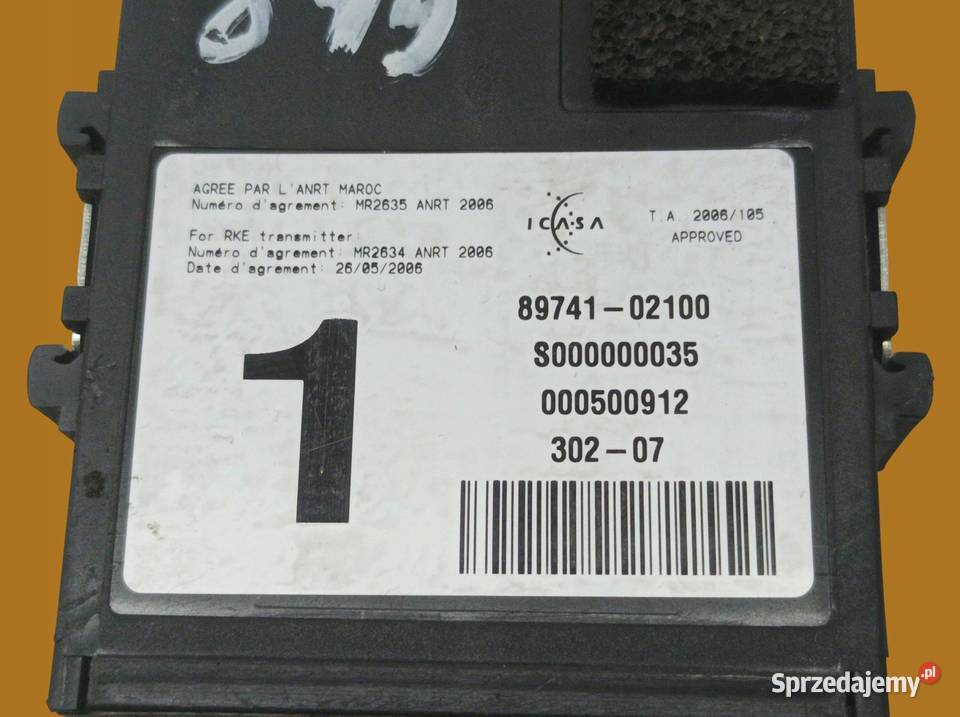 AGREE PAR L'ANRT MAROC
Numéro d'agrement: MR2635 ANRT 2006
For RKE transmitter:
Numéro d'agrement: MR2634 ANRT 2006
Date d'agrement: 26/05/2006
ICASA
T.A. 2006/105
APPROVED
89741-02100
S000000035
000500912
302-07
1
Sprzedajemy.pl